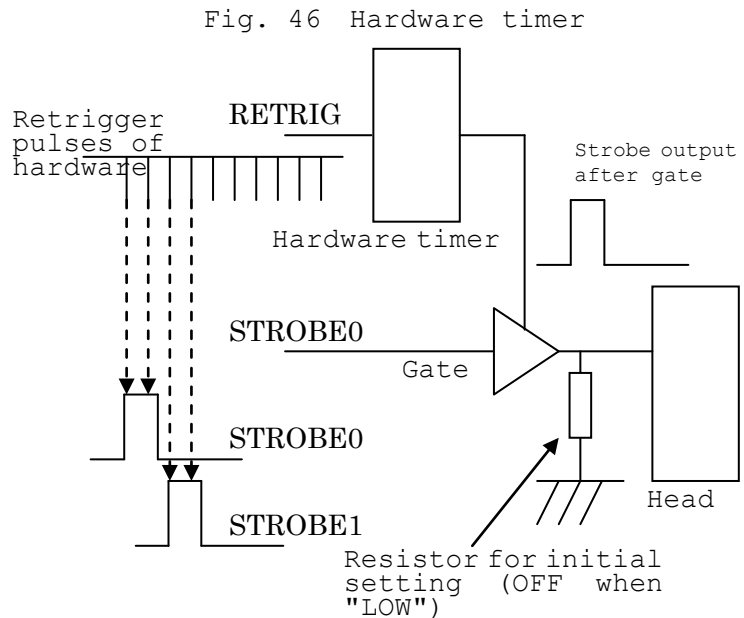 Fig. 46 Hardware timer
RETRIG
Retrigger
pulses of
hardware
Strobe output
after gate
Hardware timer
STROBE0
Gate
STROBE0
STROBE1
Head
Resistor for initial
setting (OFF when
"LOW")